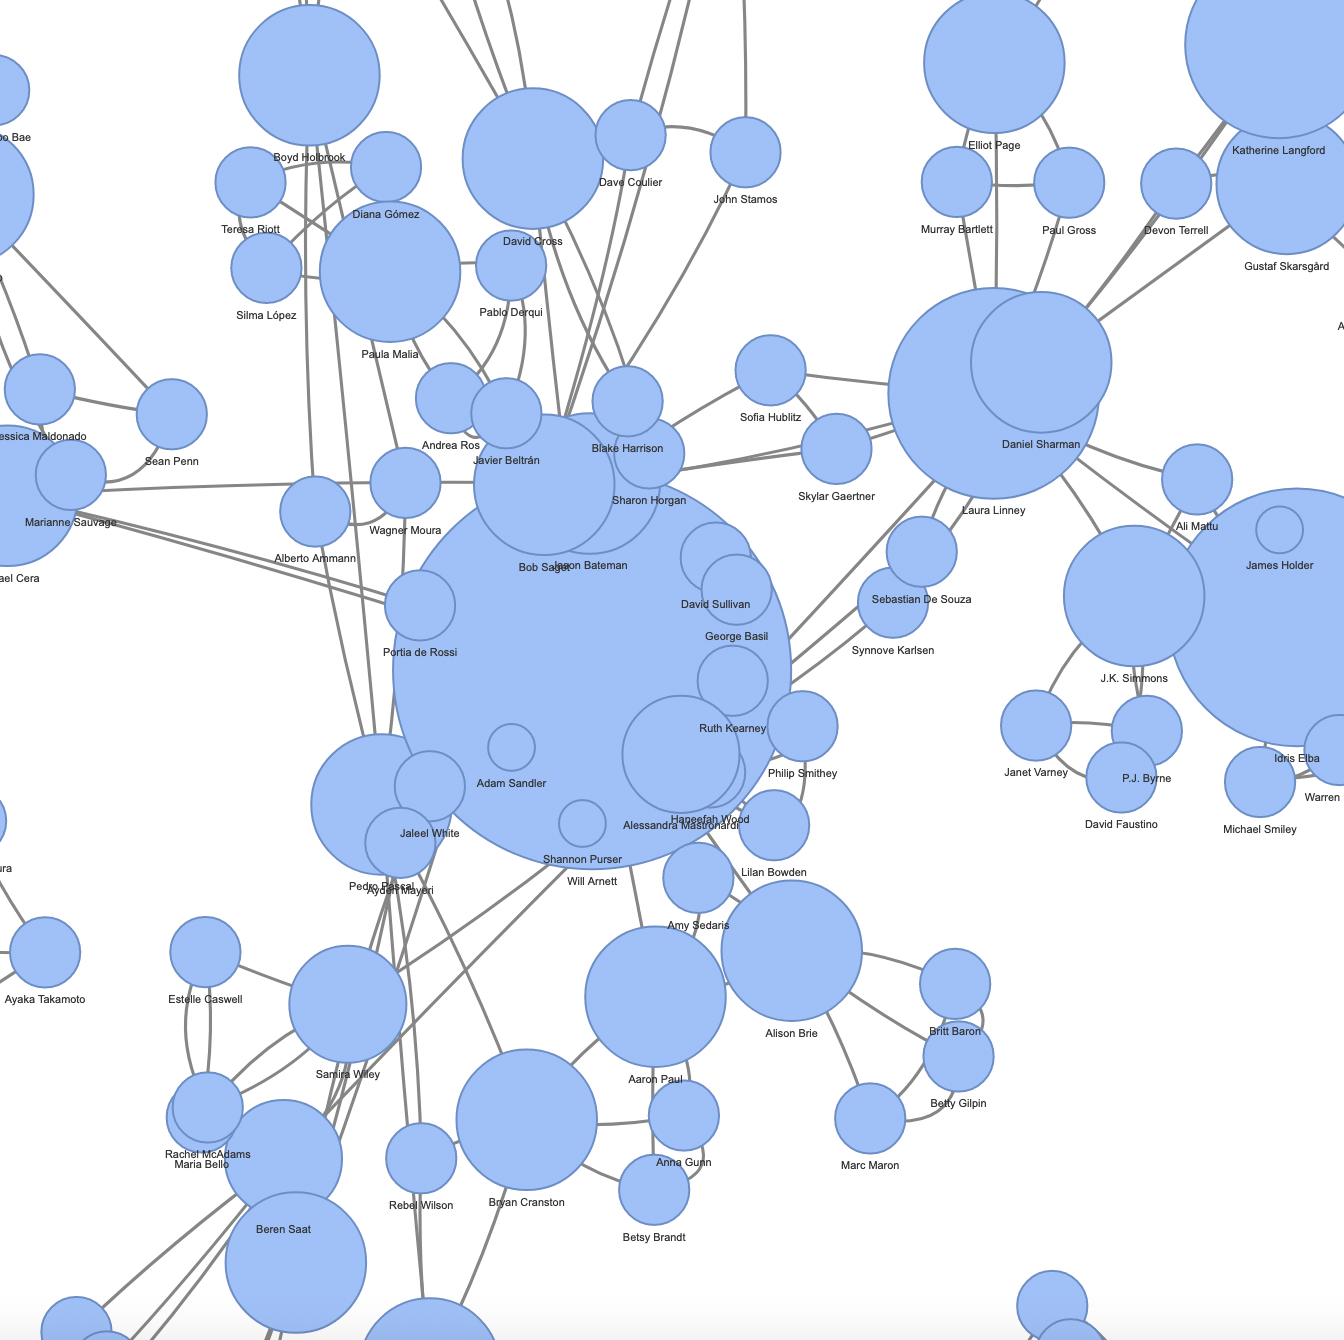 Boyd Holbrook
Elliot Page
Katherine Langford
Diana Gómez
Dave Coulier
John Stamos
Teresa Riott
David Cross
Murray Bartlett
Paul Gross
Devon Terrell
Gustaf Skarsgård
Silma López
Pablo Derqui
Paula Malia
Sofia Hublitz
Andrea Ros
Javier Beltrán
Blake Harrison
Daniel Sharman
Sean Penn
Skylar Gaertner
Sharon Horgan
Laura Linney
Marianne Sauvage
Wagner Moura
Ali Mattu
Alberto Ammann
Bob Saget
Jason Bateman
James Holder
David Sullivan
Sebastian De Souza
George Basil
Portia de Rossi
Synnove Karlsen
J.K. Simmons
Ruth Kearney
Adam Sandler
Philip Smithey
Janet Varney
P.J. Byrne
Idris Elba
Warren
Haneefah Wood
Alessandra Mastronardi
David Faustino
Michael Smiley
Jaleel White
Shannon Purser
Lilan Bowden
Will Arnett
Pedro Pascal
Ayden Mayeri
Amy Sedaris
Ayaka Takamoto
Estelle Caswell
Alison Brie
Britt Baron
Samira Wiley
Aaron Paul
Betty Gilpin
Rachel McAdams
Maria Bello
Anna Gunn
Marc Maron
Rebel Wilson
Bryan Cranston
Beren Saat
Betsy Brandt